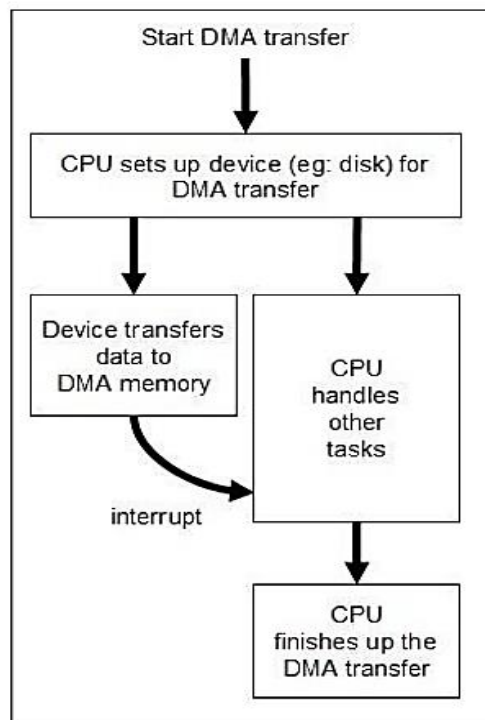 Start DMA transfer
CPU sets up device (eg: disk) for
DMA transfer
Device transfers
data to
DMA memory
CPU
handles
other
tasks
interrupt
CPU
finishes up the
DMA transfer